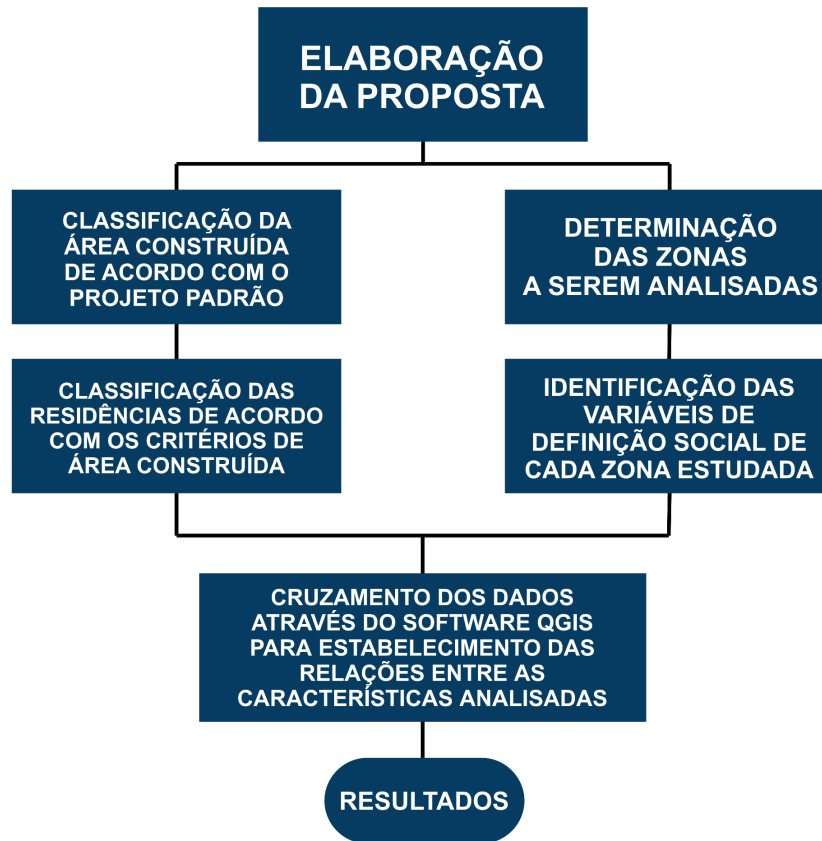 ELABORAÇÃO
DA PROPOSTA
CLASSIFICAÇÃO DA
ÁREA CONSTRUÍDA
DE ACORDO COM O
PROJETO PADRÃO
DETERMINAÇÃO
DAS ZONAS
A SEREM ANALISADAS
CLASSIFICAÇÃO DAS
RESIDÊNCIAS DE ACORDO
COM OS CRITÉRIOS DE
ÁREA CONSTRUÍDA
IDENTIFICAÇÃO DAS
VARIÁVEIS DE
DEFINIÇÃO SOCIAL DE
CADA ZONA ESTUDADA
CRUZAMENTO DOS DADOS
ATRAVÉS DO SOFTWARE QGIS
PARA ESTABELECIMENTO DAS
RELAÇÕES ENTRE AS
CARACTERÍSTICAS ANALISADAS
RESULTADOS